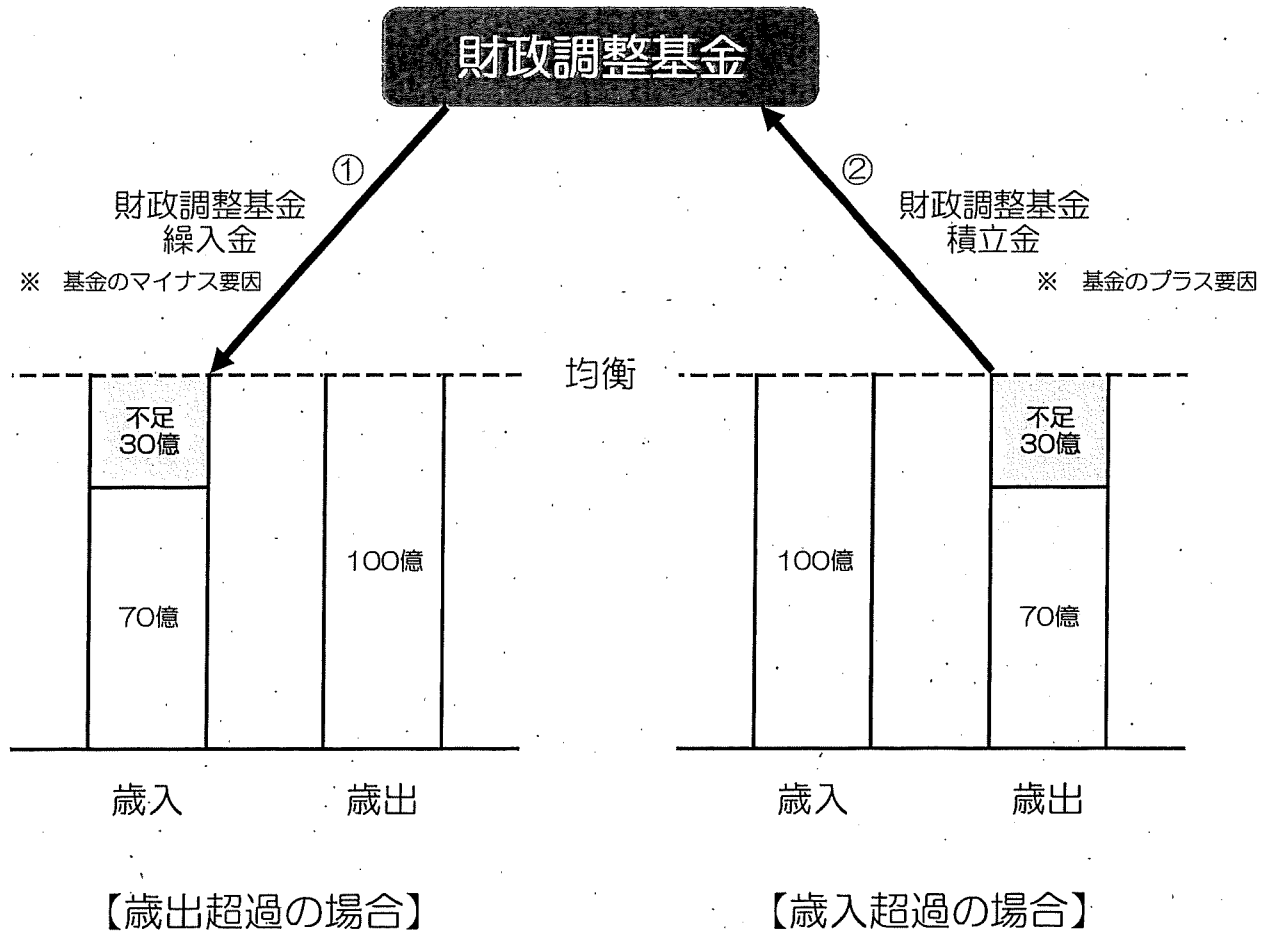 財政調整基金
①
財政調整基金
繰入金
※ 基金のマイナス要因
②
財政調整基金
積立金
※ 基金のプラス要因
均衡
不足
30億
70億
100億
歳入
歳出
【歳出超過の場合】
100億
不足
30億
70億
歳入
歳出
【歳入超過の場合】